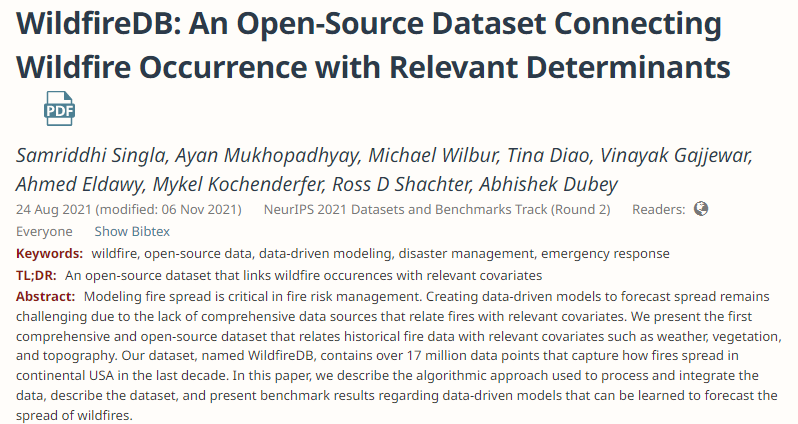 WildfireDB: An Open-Source Dataset Connecting
Wildfire Occurrence with Relevant Determinants
PDF
Samriddhi Singla, Ayan Mukhopadhyay, Michael Wilbur, Tina Diao, Vinayak Gajjewar,
Ahmed Eldawy, Mykel Kochenderfer, Ross D Shachter, Abhishek Dubey
24 Aug 2021 (modified: 06 Nov 2021) NeurIPS 2021 Datasets and Benchmarks Track (Round 2) Readers:
Everyone Show Bibtex
Keywords: wildfire, open-source data, data-driven modeling, disaster management, emergency response
TL;DR: An open-source dataset that links wildfire occurences with relevant covariates
Abstract: Modeling fire spread is critical in fire risk management. Creating data-driven models to forecast spread remains
challenging due to the lack of comprehensive data sources that relate fires with relevant covariates. We present the first
comprehensive and open-source dataset that relates historical fire data with relevant covariates such as weather, vegetation,
and topography. Our dataset, named WildfireDB, contains over 17 million data points that capture how fires spread in
continental USA in the last decade. In this paper, we describe the algorithmic approach used to process and integrate the
data, describe the dataset, and present benchmark results regarding data-driven models that can be learned to forecast the
spread of wildfires.